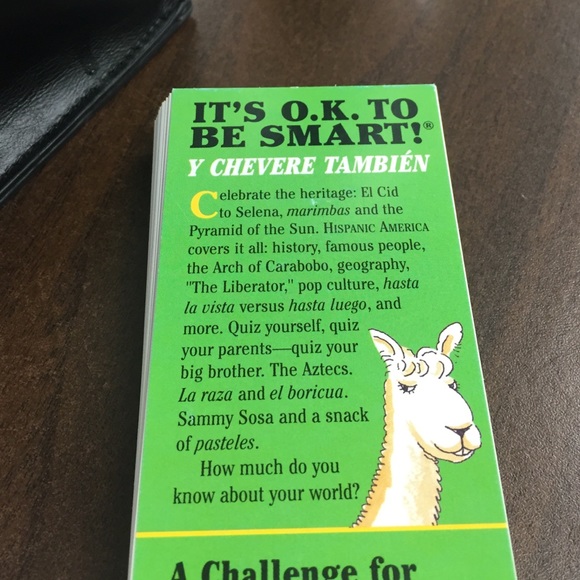 IT'S O.K. TO
BE SMART!®
Y CHEVERE TAMBIÉN
Celebrate the heritage: El Cid
to Selena, marimbas and the
Pyramid of the Sun. HISPANIC AMERICA
covers it all: history, famous people,
the Arch of Carabobo, geography,
"The Liberator," pop culture, hasta
la vista versus hasta luego, and
more. Quiz yourself, quiz
your parents—quiz your
big brother. The Aztecs.
La raza and el boricua.
Sammy Sosa and a snack
of pasteles.
How much do you
know about your world?
A Challenge for